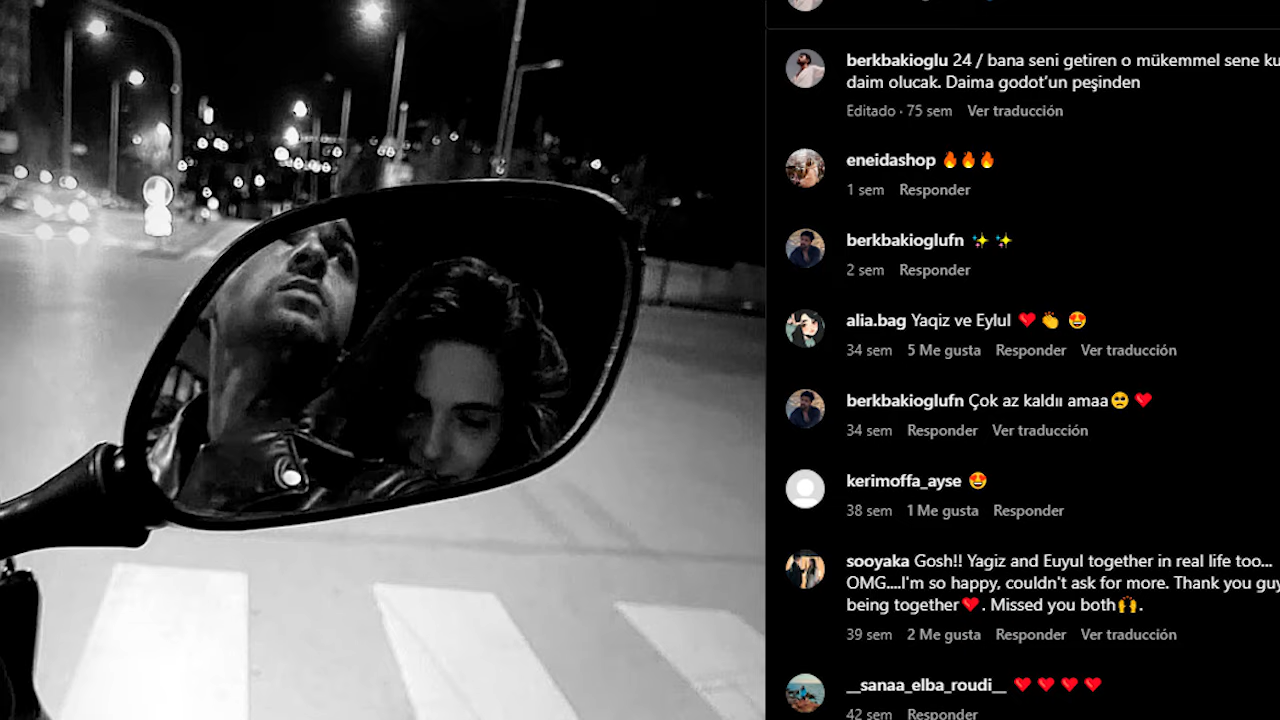 berkbakioglu 24 / bana seni getiren o mükemmel sene
daim olucak. Daima godot'un peşinden
Editado · 75 sem Ver traducción
eneidashop 🔥🔥🔥
1 sem Responder
berkbakioglufn ✨ ✨
2 sem Responder
alia.bag Yaqiz ve Eylul ❤️👏 😍
34 sem 5 Me gusta Responder Ver traducción
berkbakioglufn Çok az kaldıı amaa🥺 ❤️
34 sem Responder Ver traducción
kerimoffa_ayse 😍
38 sem 1 Me gusta Responder
sooyaka Gosh!! Yagiz and Euyul together in real life too...
OMG....I'm so happy, couldn't ask for more. Thank you
being together❤️. Missed you both🙌.
39 sem 2 Me gusta Responder Ver traducción
__sanaa_elba_roudi__ ❤️ ❤️ ❤️ ❤️
42 sem Responder